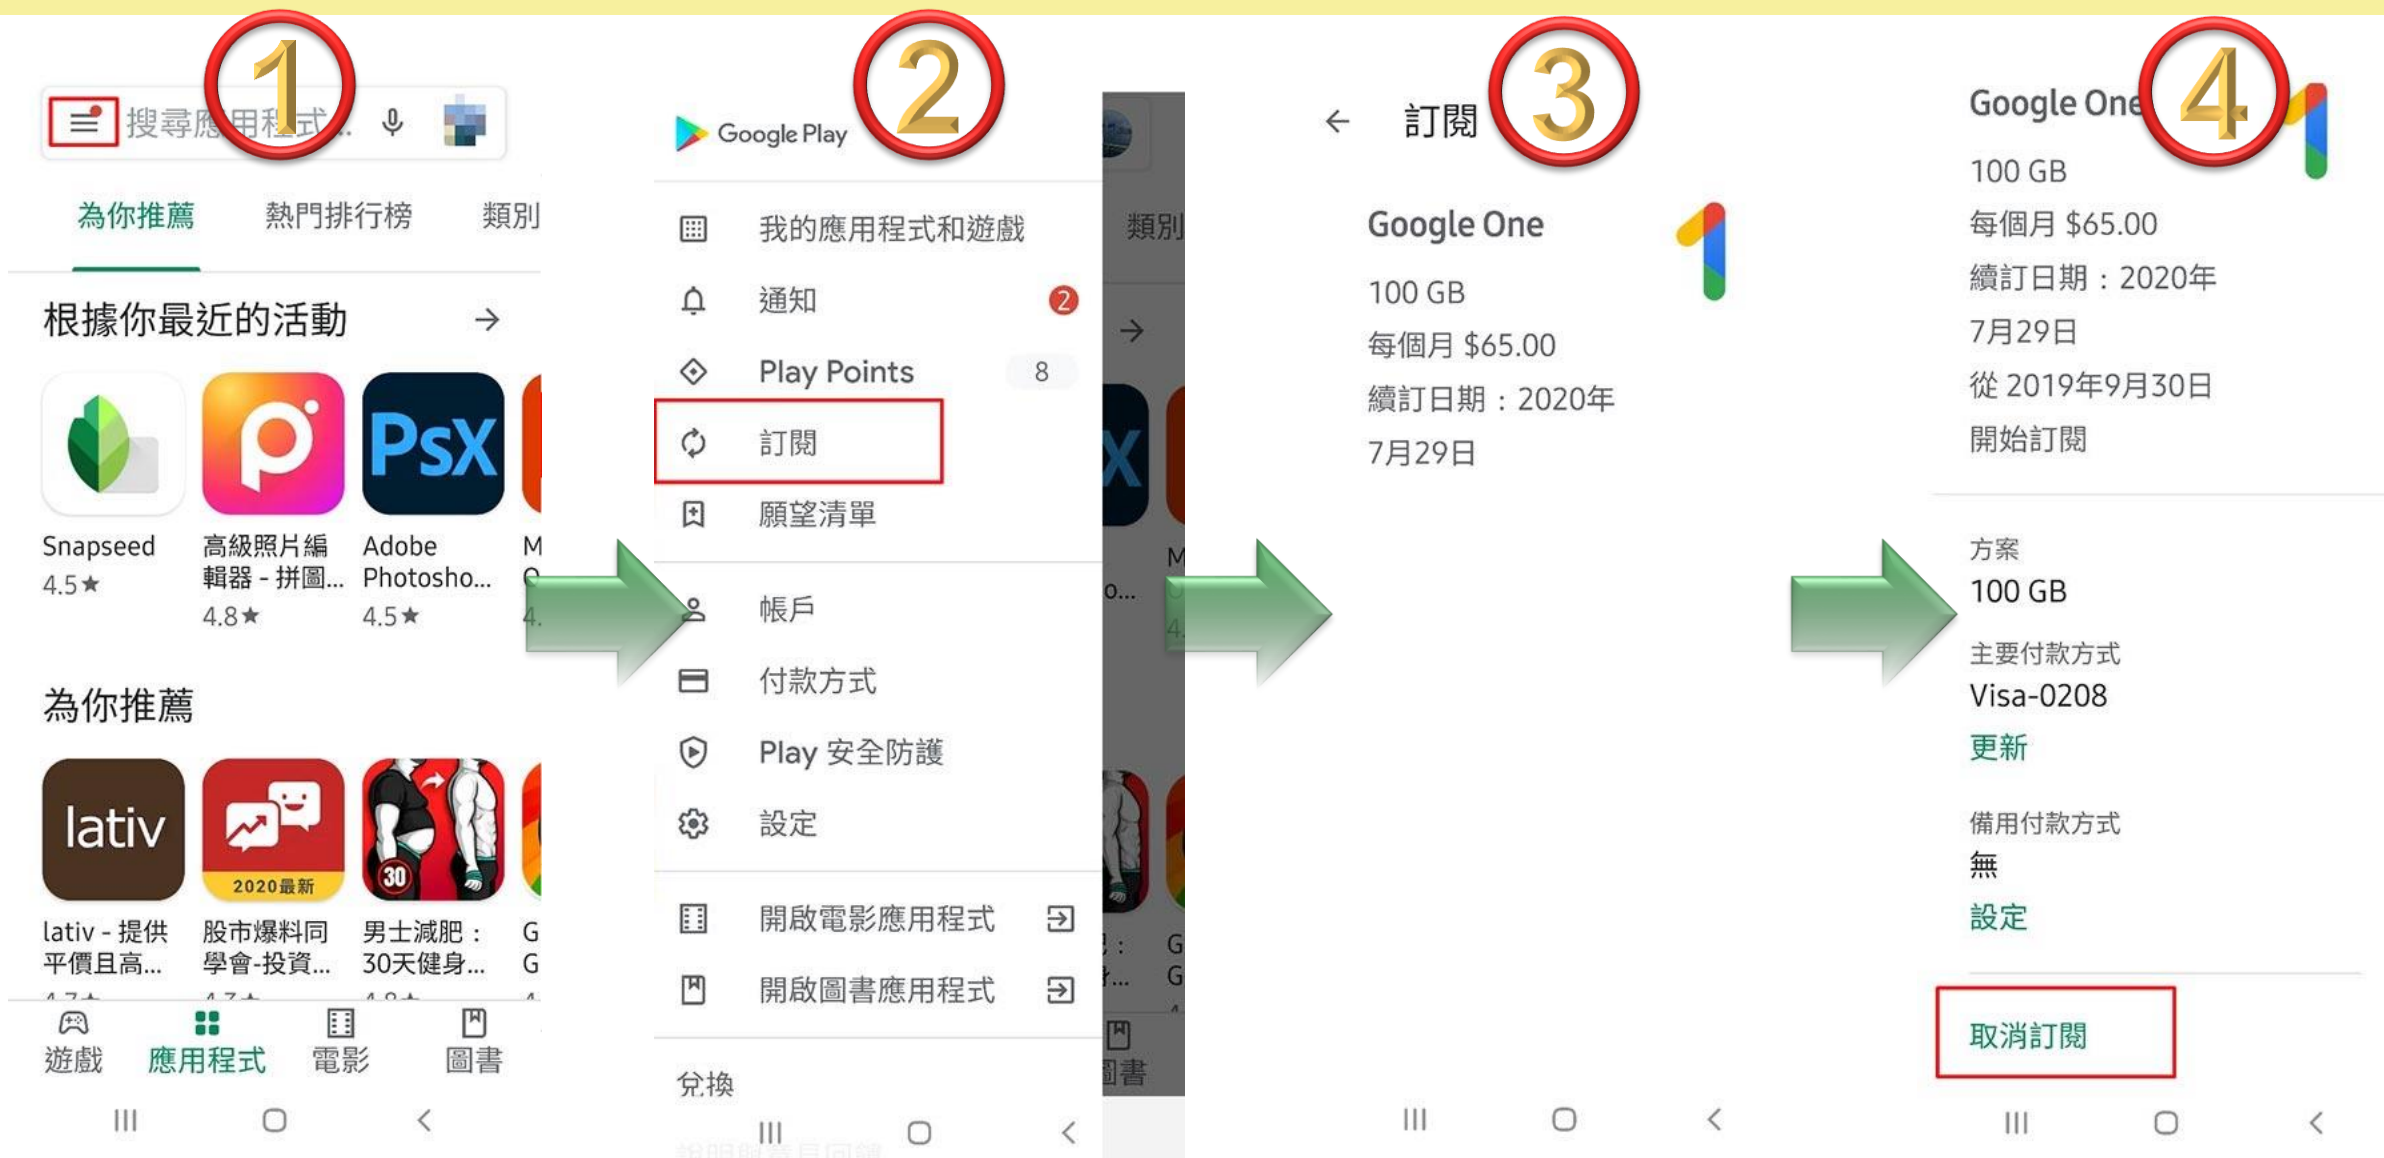 1
搜尋應用程式...
為你推薦 熱門排行榜 類別
根據你最近的活動
PsX
Snapseed
4.5★
高級照片編
輯器 - 拼圖...
4.8★
Adobe
Photosho...
4.5★
為你推薦
lativ
2020最新
30
lativ - 提供
平價且高...
股市爆料同
學會-投資...
男士減肥：
30天健身...
G
G
遊戲 應用程式 電影 圖書
2
Google Play
我的應用程式和遊戲
通知 2
Play Points 8
訂閱
願望清單
帳戶
付款方式
Play 安全防護
設定
開啟電影應用程式
開啟圖書應用程式
兌換
類別
3
訂閱
Google One
100 GB
每個月 $65.00
續訂日期：2020年
7月29日
4
Google One
100 GB
每個月 $65.00
續訂日期：2020年
7月29日
從 2019年9月30日
開始訂閱
方案
100 GB
主要付款方式
Visa-0208
更新
備用付款方式
無
設定
取消訂閱